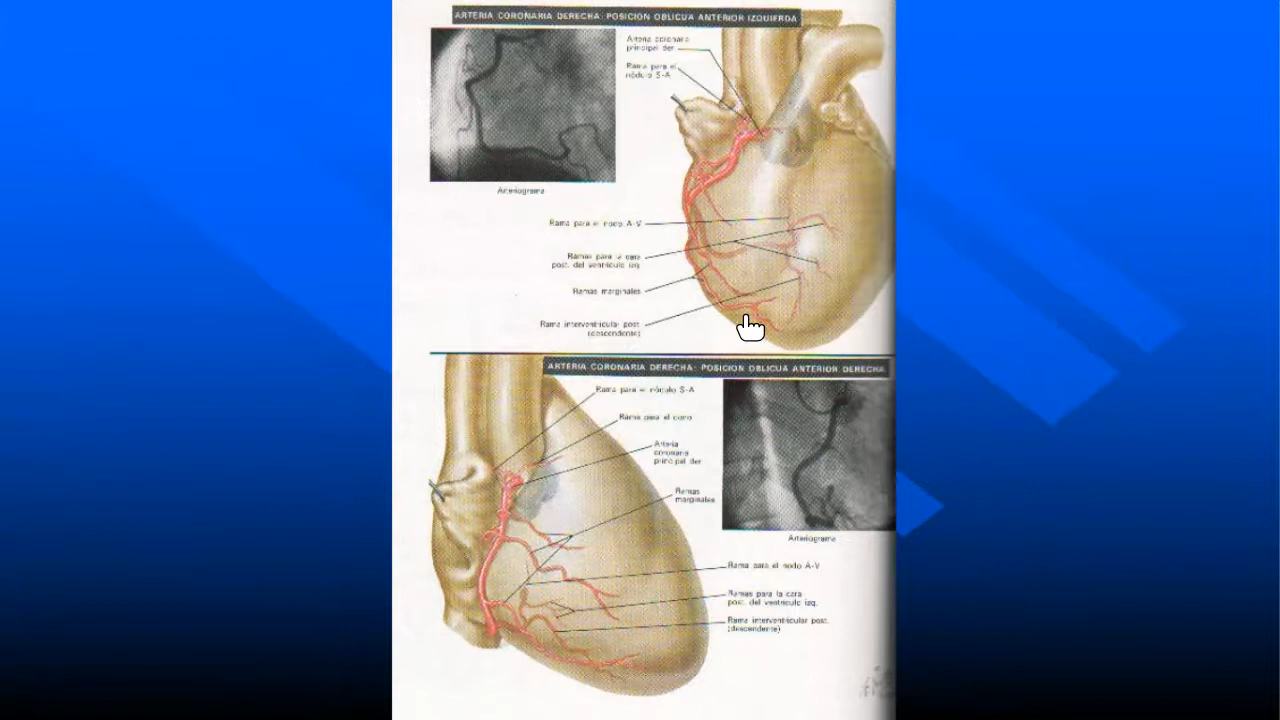 ARTERIA CORONARIA DERECHA: POSICION OBLICUA ANTERIOR IZQUIERDA
Arteria coronaria
principal der
Rama para el
nódulo S-A
Arteriograma
Rama para el nodo A-V
Ramas para la cara
post. del ventriculo izq.
Ramas marginales
Rama interventricular post.
(descendente)
ARTERIA CORONARIA DERECHA: POSICION OBLICUA ANTERIOR DERECHA
Rama para el nódulo S-A
Rama para el cono
Arteria
coronaria
principal der
Ramas
marginales
Arteriograma
Rama para el nodo A-V
Ramas para la cara
post. del ventriculo izq.
Rama interventricular post.
(descendente)